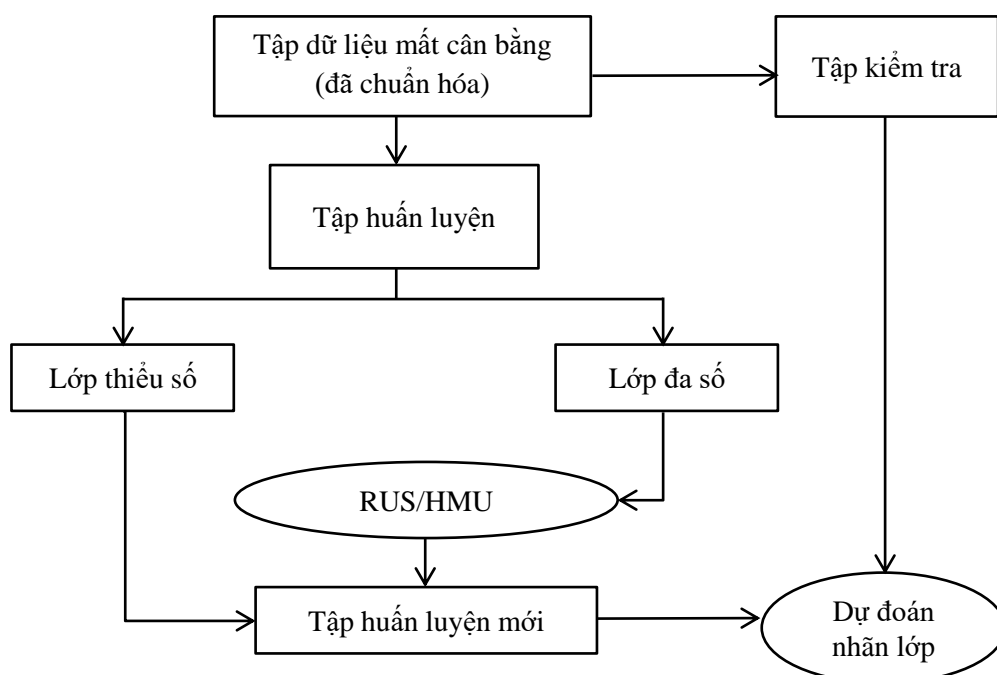 Tập dữ liệu mất cân bằng
(đã chuẩn hóa)
Tập kiểm tra
Tập huấn luyện
Lớp thiểu số
Lớp đa số
RUS/HMU
Tập huấn luyện mới
Dự đoán
nhãn lớp